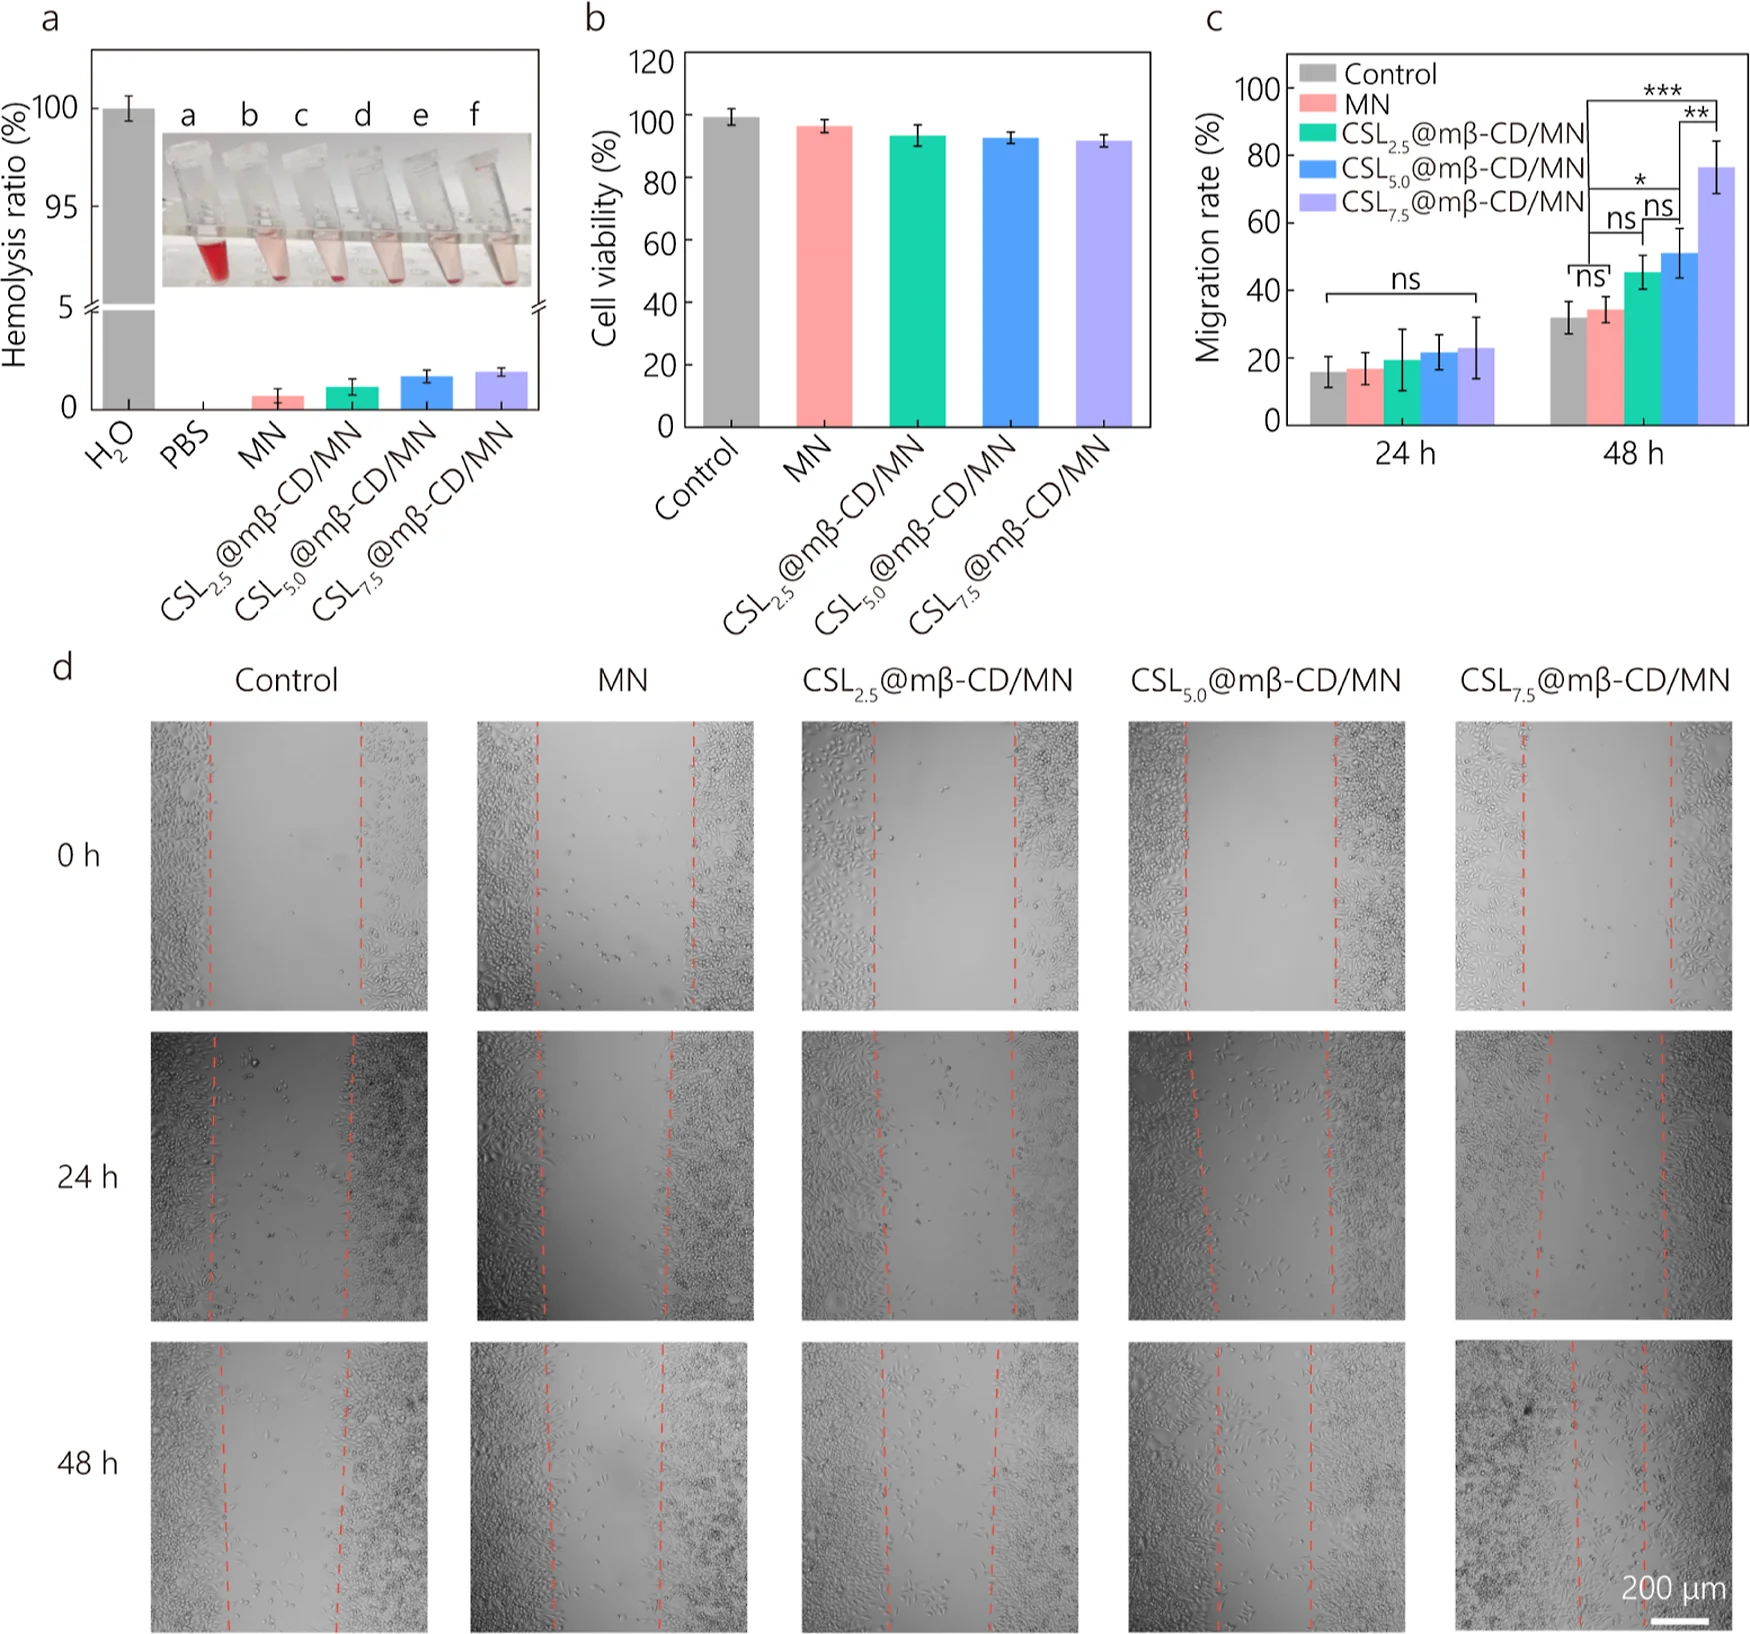 a
Hemolysis ratio (%)
100
95
5
0
a b c d e f
H₂O
PBS
MN
CSL₂.₅@mβ-CD/MN
CSL₅.₀@mβ-CD/MN
CSL₇.₅@mβ-CD/MN
b
Cell viability (%)
120
100
80
60
40
20
0
Control
MN
CSL₂.₅@mβ-CD/MN
CSL₅.₀@mβ-CD/MN
CSL₇.₅@mβ-CD/MN
c
Migration rate (%)
100
80
60
40
20
0
Control
MN
CSL₂.₅@mβ-CD/MN
CSL₅.₀@mβ-CD/MN
CSL₇.₅@mβ-CD/MN
***
**
*
ns
ns
ns
ns
24 h
48 h
d
Control MN CSL₂.₅@mβ-CD/MN CSL₅.₀@mβ-CD/MN CSL₇.₅@mβ-CD/MN
0 h
24 h
48 h
200 μm